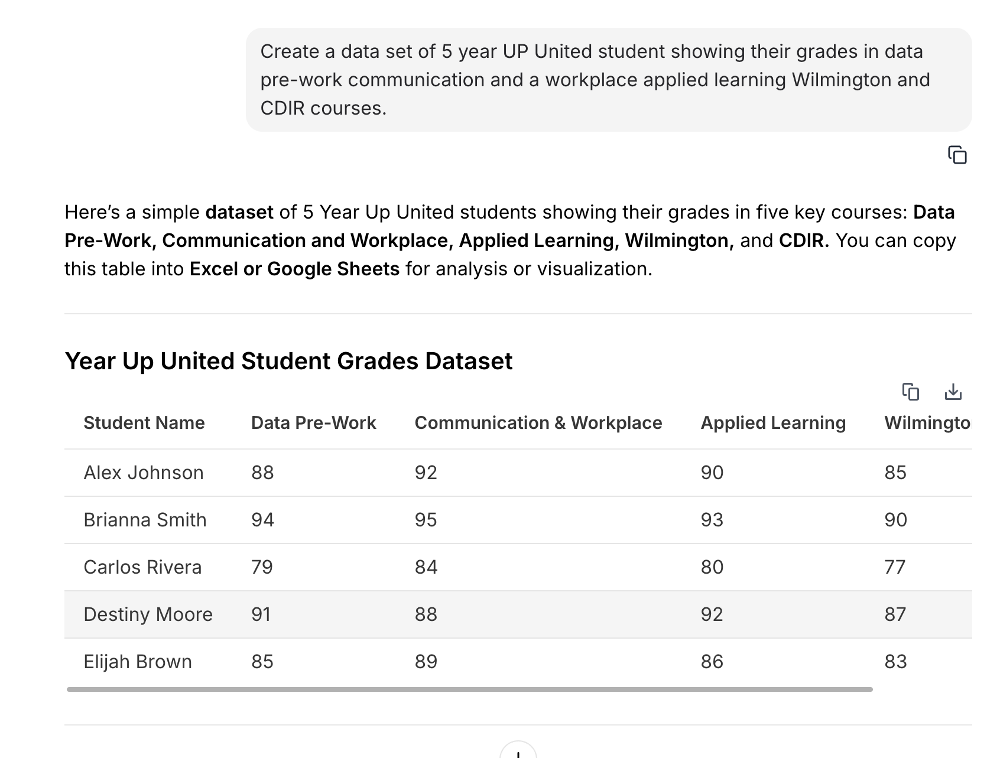 Create a data set of 5 year UP United student showing their grades in data
pre-work communication and a workplace applied learning Wilmington and
CDIR courses.
Here’s a simple dataset of 5 Year Up United students showing their grades in five key courses: Data
Pre-Work, Communication and Workplace, Applied Learning, Wilmington, and CDIR. You can copy
this table into Excel or Google Sheets for analysis or visualization.
Year Up United Student Grades Dataset
Student Name Data Pre-Work Communication & Workplace Applied Learning
Alex Johnson 88 92 90 85
Brianna Smith 94 95 93 90
Carlos Rivera 79 84 80 77
Destiny Moore 91 88 92 87
Elijah Brown 85 89 86 83